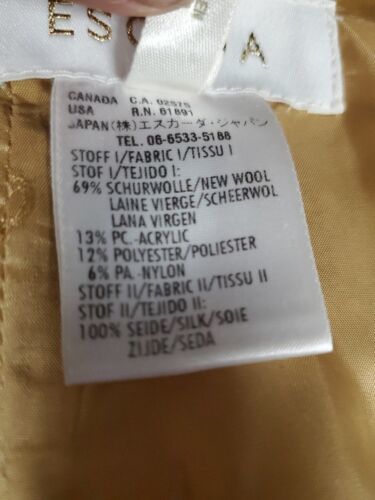 CANADA C.A. 02575
USA R.N. 61891
JAPAN(株)エスカーダ・ジャパン
TEL. 06-6533-5188
STOFF I/FABRIC I/TISSU I
STOF I/TEJIDO I:
69% SCHURWOLLE/NEW WOOL
LAINE VIERGE/SCHEERWOL
LANA VIRGEN
13% PC.-ACRYLIC
12% POLYESTER/POLIESTER
6% PA.-NYLON
STOFF II/FABRIC II/TISSU II
STOF II/TEJIDO II:
100% SEIDE/SILK/SOIE
ZIJDE/SEDA